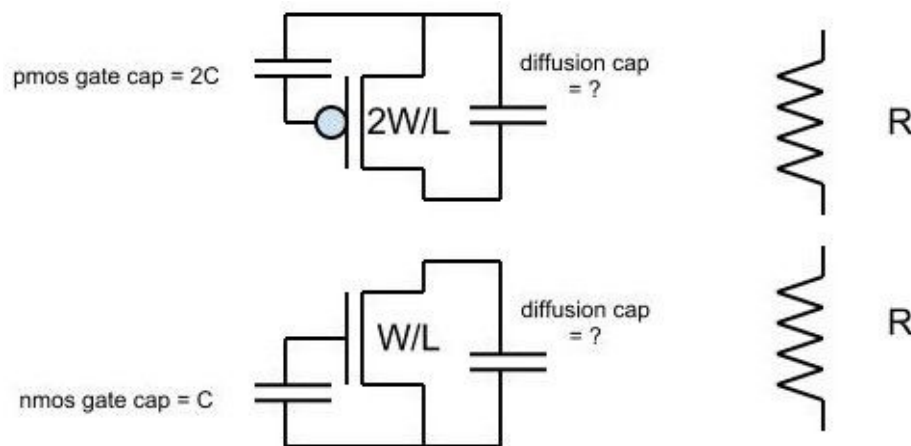 diffusion cap
= ?
pmos gate cap = 2C
2W/L
R
diffusion cap
= ?
W/L
R
nmos gate cap = C